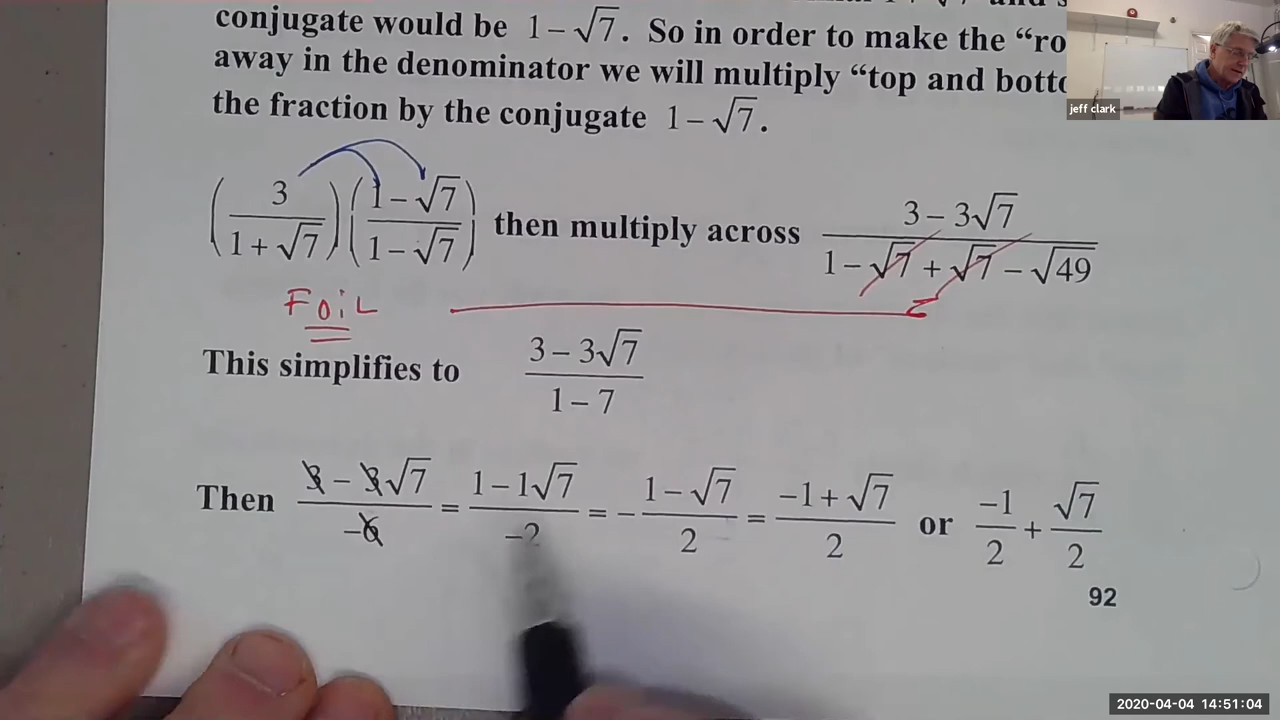 conjugate would be 1 – √7. So in order to make the “ro
away in the denominator we will multiply “top and botto
the fraction by the conjugate 1 – √7.
jeff clark
(3/(1 + √7))((1 – √7)/(1 – √7)) then multiply across (3 – 3√7)/(1 – √7 + √7 – √49)
FOIL
This simplifies to (3 – 3√7)/(1 – 7)
Then (3 – 3√7)/(–6) = (1 – 1√7)/(–2) = –(1 – √7)/2 = (–1 + √7)/2 or –1/2 + √7/2
92
2020-04-04 14:51:04